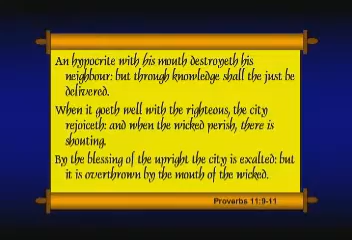 An hypocrite with his mouth destroyeth his
neighbour: but through knowledge shall the just be
delivered.
When it goeth well with the righteous, the city
rejoiceth: and when the wicked perish, there is
shouting.
By the blessing of the upright the city is exalted: but
it is overthrown by the mouth of the wicked.
Proverbs 11:9-11